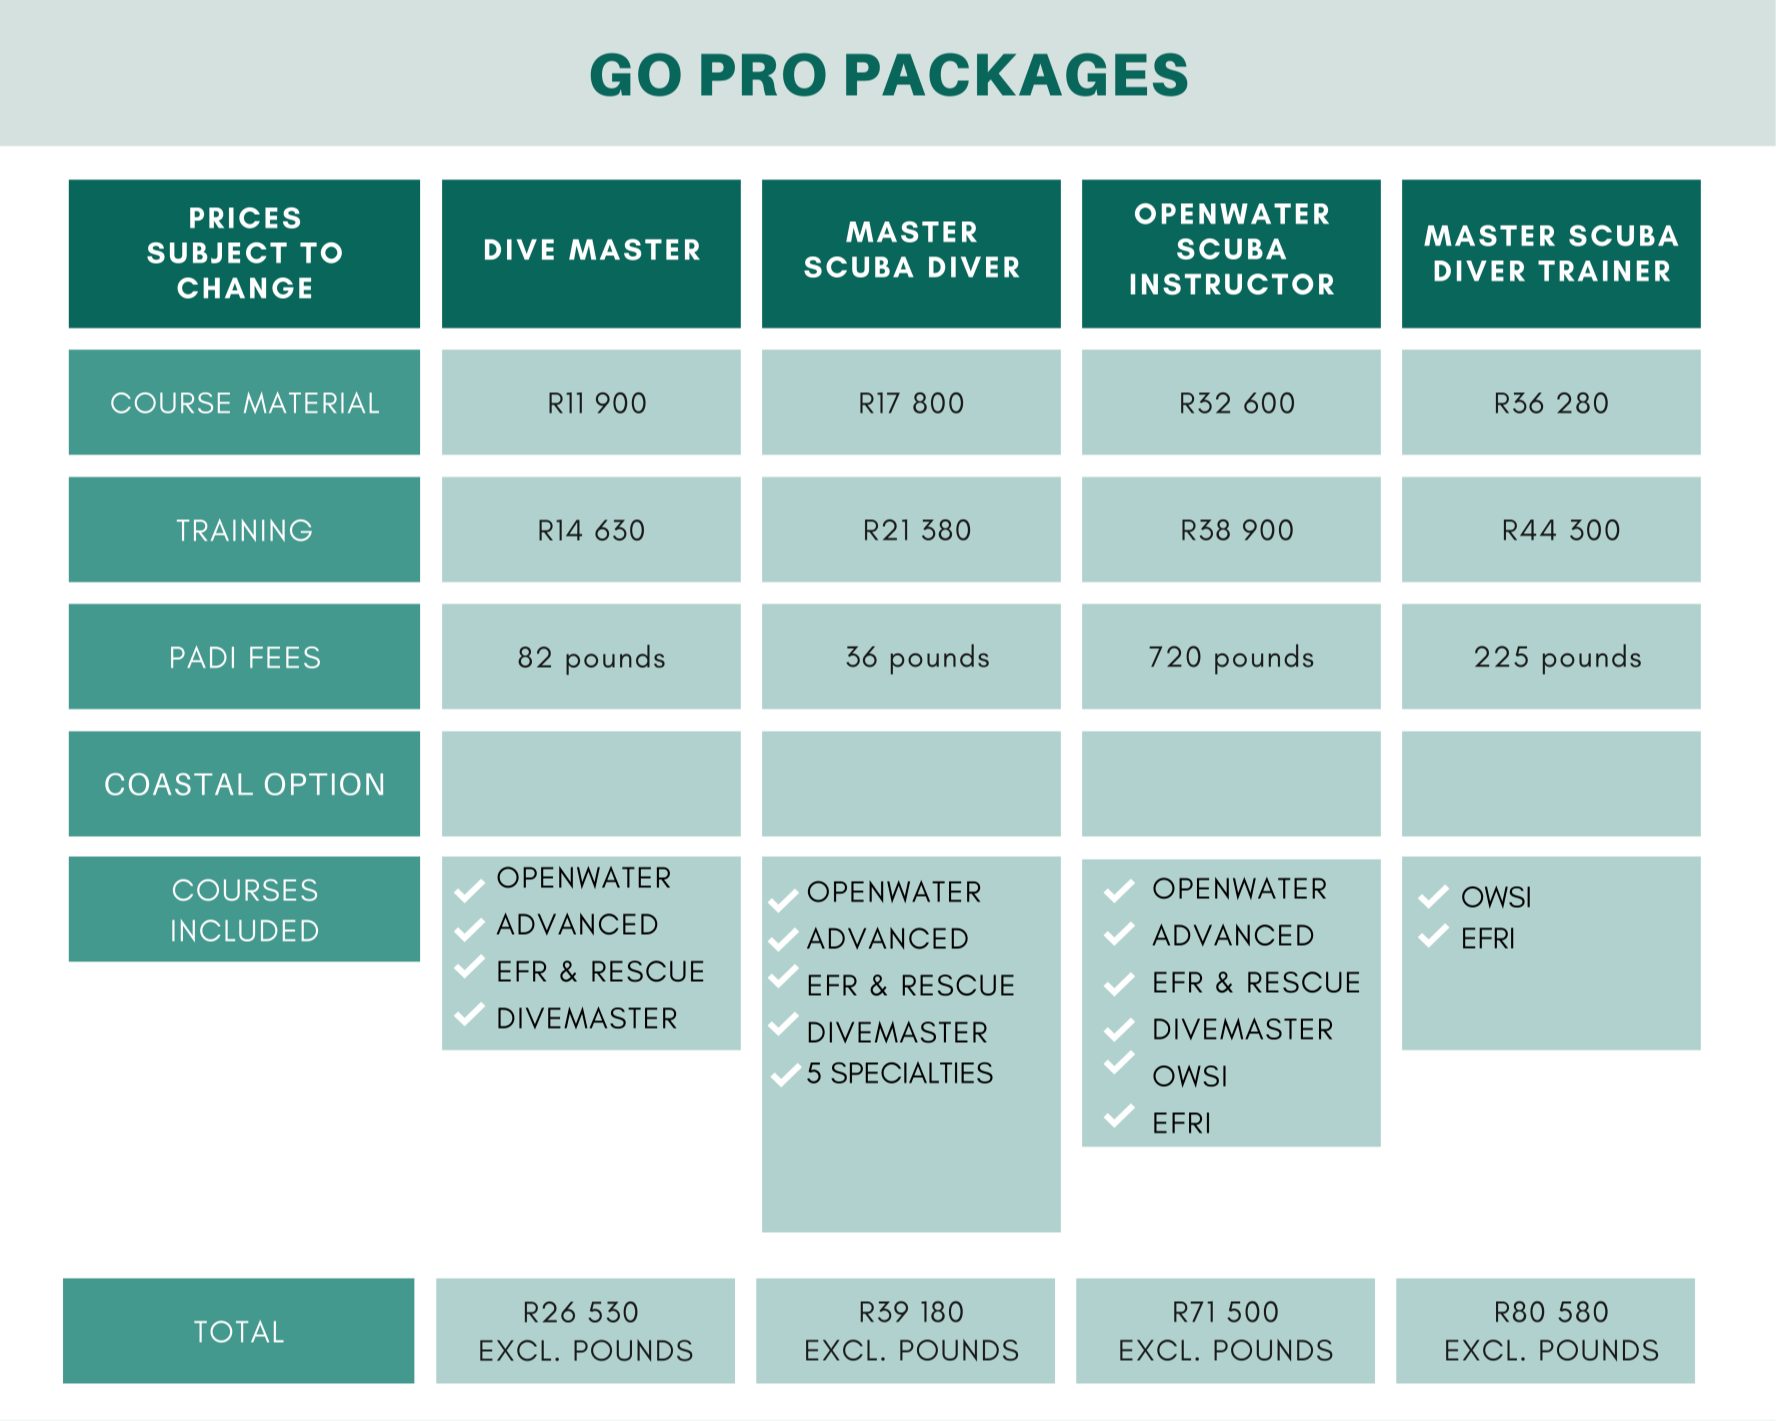 GO PRO PACKAGES
PRICES
SUBJECT TO
CHANGE
DIVE MASTER
MASTER
SCUBA DIVER
OPENWATER
SCUBA
INSTRUCTOR
MASTER SCUBA
DIVER TRAINER
COURSE MATERIAL
R11 900
R17 800
R32 600
R36 280
TRAINING
R14 630
R21 380
R38 900
R44 300
PADI FEES
82 pounds
36 pounds
720 pounds
225 pounds
COASTAL OPTION
COURSES
INCLUDED
OPENWATER
ADVANCED
EFR & RESCUE
DIVEMASTER
OPENWATER
ADVANCED
EFR & RESCUE
DIVEMASTER
5 SPECIALTIES
OPENWATER
ADVANCED
EFR & RESCUE
DIVEMASTER
OWSI
EFRI
OWSI
EFRI
TOTAL
R26 530
EXCL. POUNDS
R39 180
EXCL. POUNDS
R71 500
EXCL. POUNDS
R80 580
EXCL. POUNDS